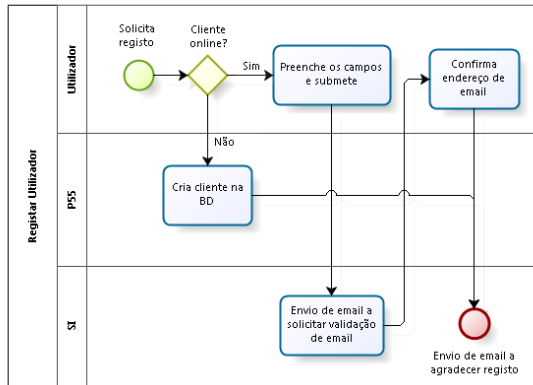 Registar Utilizador
Utilizador
Solicita
registo
Cliente
online?
Sim
Não
Preenche os campos
e submete
Confirma
endereço de
email
P55
Cria cliente na
BD
SI
Envio de email a
solicitar validação
de email
Envio de email a
agradecer registo